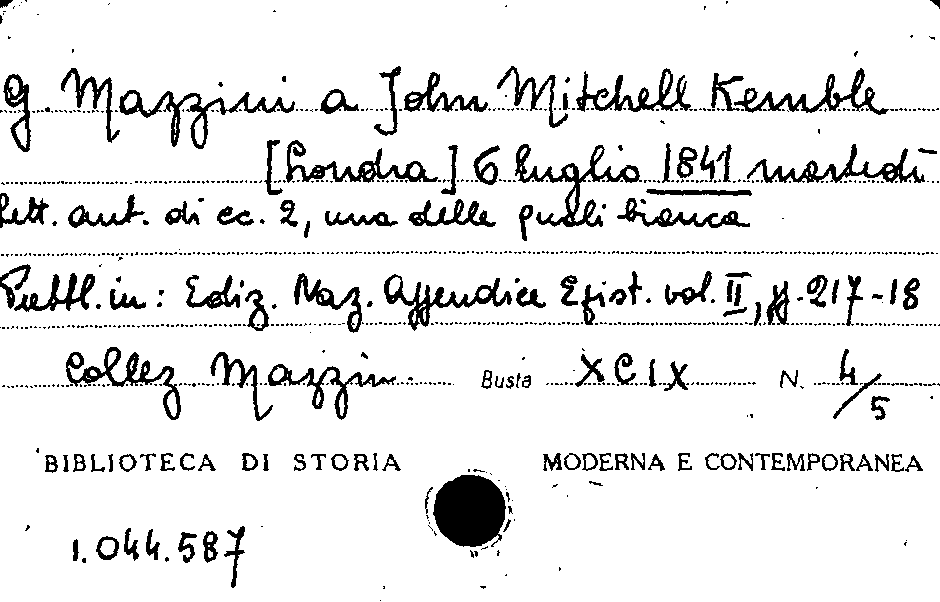 G. Mazzini a John Mitchell Kemble
[Londra] 6 luglio 1841 martedì
Lett. aut. di cc. 2, una delle quali bianca
Pubbl. in: Ediz. Naz. Appendice Epist. vol. II, pp. 217-18
Collez Mazzini Busta XCIX N. 4/5
BIBLIOTECA DI STORIA MODERNA E CONTEMPORANEA
1.044.587